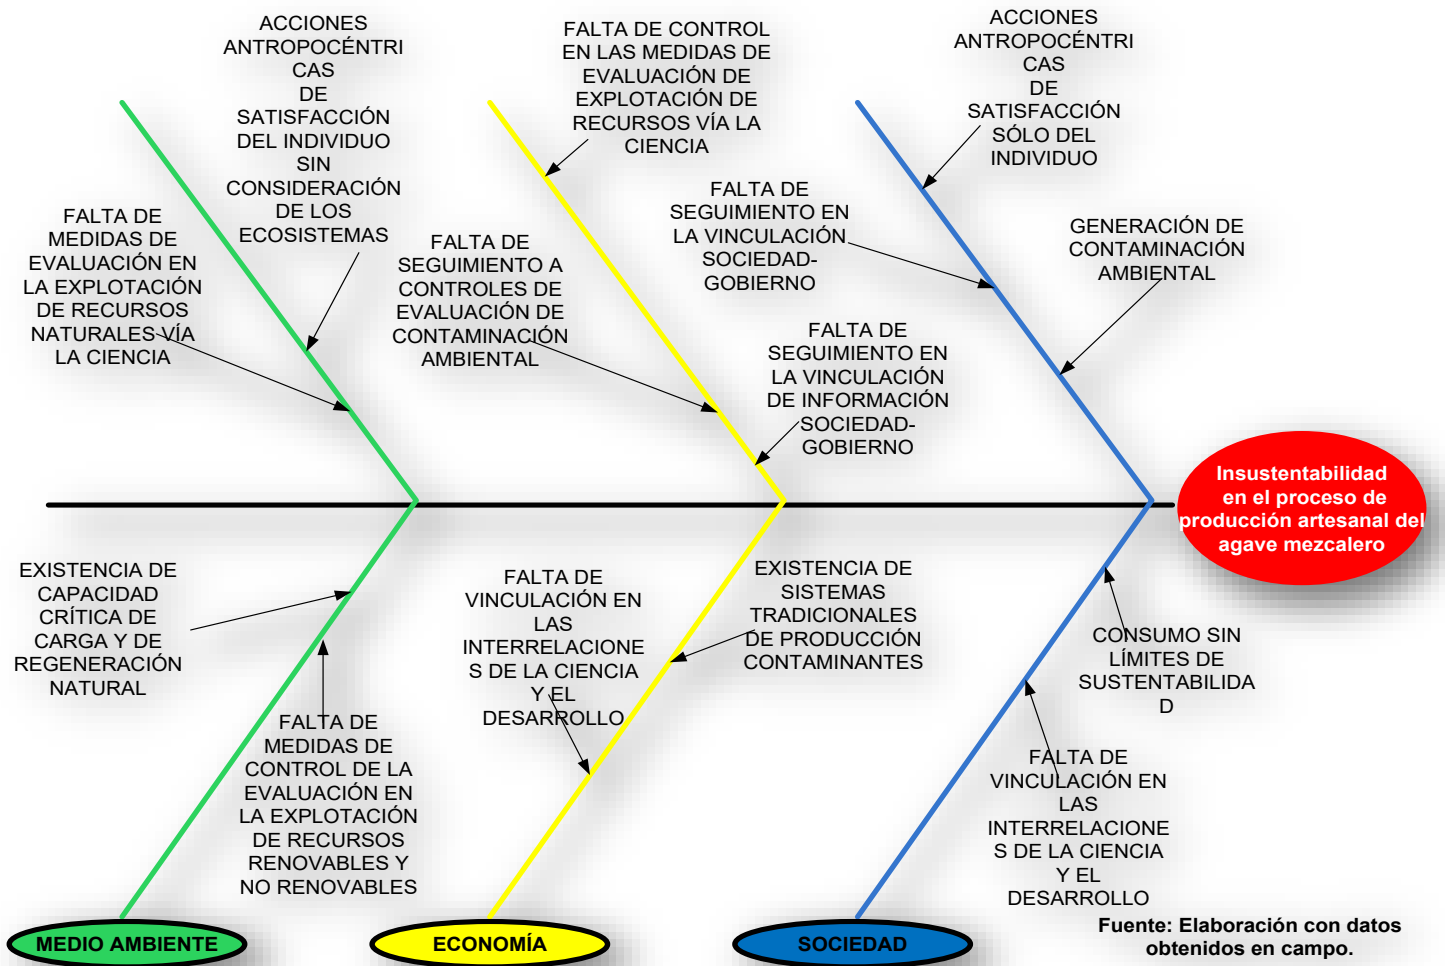 ACCIONES
ANTROPOCÉNTRI
CAS
DE
SATISFACCIÓN
DEL INDIVIDUO
SIN
CONSIDERACIÓN
DE LOS
ECOSISTEMAS
FALTA DE
MEDIDAS DE
EVALUACIÓN EN
LA EXPLOTACIÓN
DE RECURSOS
NATURALES VÍA
LA CIENCIA
FALTA DE CONTROL
EN LAS MEDIDAS DE
EVALUACIÓN DE
EXPLOTACIÓN DE
RECURSOS VÍA LA
CIENCIA
FALTA DE
SEGUIMIENTO A
CONTROLES DE
EVALUACIÓN DE
CONTAMINACIÓN
AMBIENTAL
FALTA DE
SEGUIMIENTO EN
LA VINCULACIÓN
DE INFORMACIÓN
SOCIEDAD-
GOBIERNO
ACCIONES
ANTROPOCÉNTRI
CAS
DE
SATISFACCIÓN
SÓLO DEL
INDIVIDUO
FALTA DE
SEGUIMIENTO EN
LA VINCULACIÓN
SOCIEDAD-
GOBIERNO
GENERACIÓN DE
CONTAMINACIÓN
AMBIENTAL
Insustentabilidad
en el proceso de
producción artesanal del
agave mezcalero
EXISTENCIA DE
CAPACIDAD
CRÍTICA DE
CARGA Y DE
REGENERACIÓN
NATURAL
FALTA DE
MEDIDAS DE
CONTROL DE LA
EVALUACIÓN EN
LA EXPLOTACIÓN
DE RECURSOS
RENOVABLES Y
NO RENOVABLES
FALTA DE
VINCULACIÓN EN
LAS
INTERRELACIONE
S DE LA CIENCIA
Y EL
DESARROLLO
EXISTENCIA DE
SISTEMAS
TRADICIONALES
DE PRODUCCIÓN
CONTAMINANTES
CONSUMO SIN
LÍMITES DE
SUSTENTABILIDA
D
FALTA DE
VINCULACIÓN EN
LAS
INTERRELACIONE
S DE LA CIENCIA
Y EL
DESARROLLO
MEDIO AMBIENTE
ECONOMÍA
SOCIEDAD
Fuente: Elaboración con datos
obtenidos en campo.